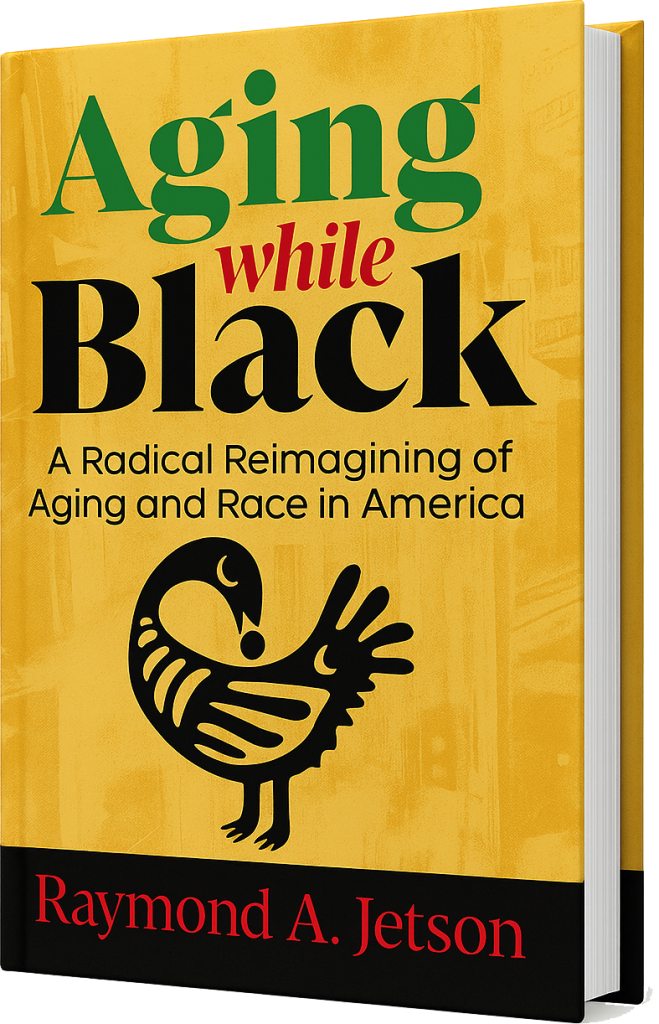 Aging
while
Black
A Radical Reimagining of
Aging and Race in America
Raymond A. Jetson